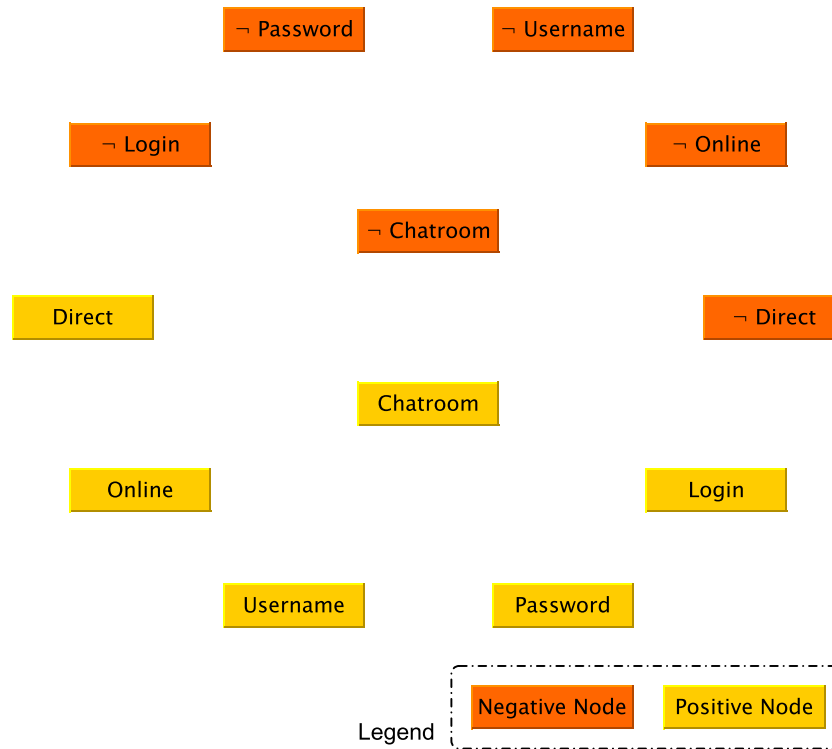 ¬ Password
¬ Username
¬ Login
¬ Online
¬ Chatroom
Direct
¬ Direct
Chatroom
Online
Login
Username
Password
Negative Node
Positive Node
Legend